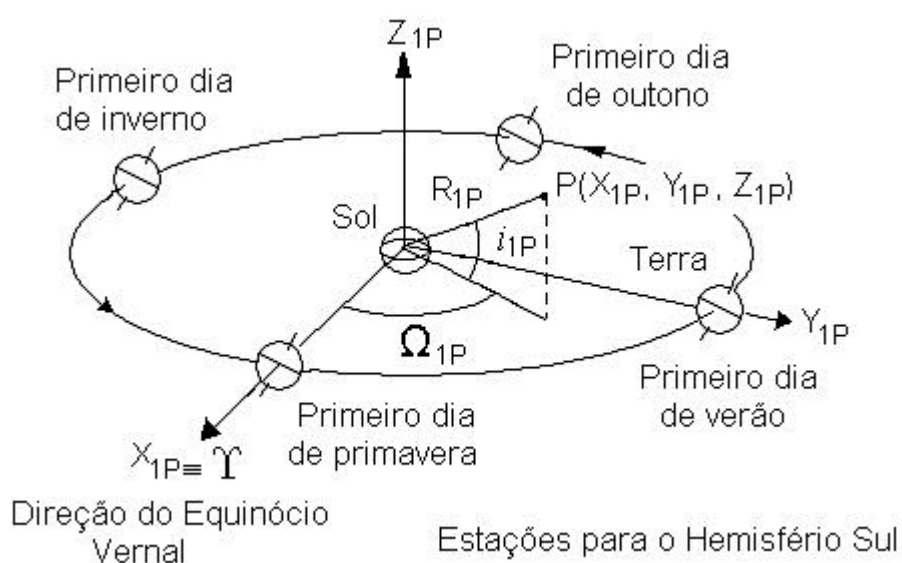 Z1P
Primeiro dia
de inverno
Primeiro dia
de outono
R1P
P(X1P, Y1P, Z1P)
Sol
i1P
Terra
Ω1P
Y1P
Primeiro dia
de primavera
Primeiro dia
de verão
X1P≡ ϒ
Direção do Equinócio
Vernal
Estações para o Hemisfério Sul